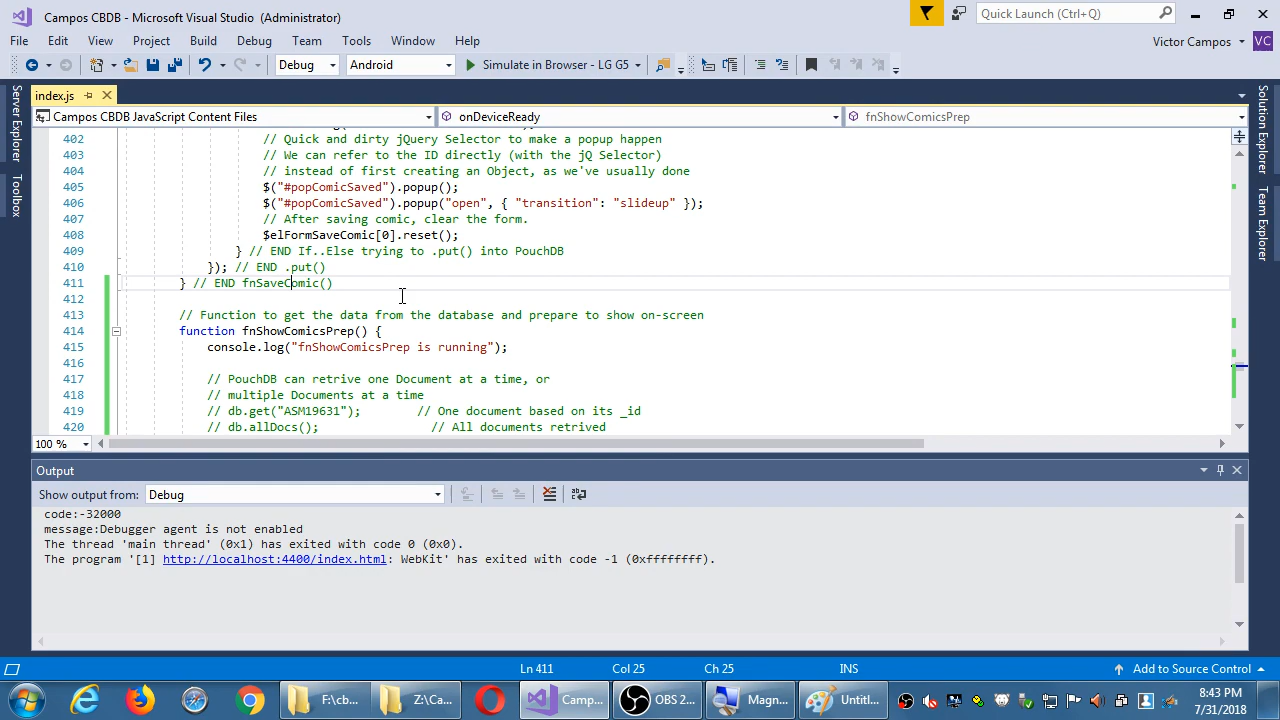 Campos CBDB - Microsoft Visual Studio (Administrator)
Quick Launch (Ctrl+Q)
File Edit View Project Build Debug Team Tools Window Help
Victor Campos VC
Debug Android Simulate in Browser - LG G5
index.js
Campos CBDB JavaScript Content Files onDeviceReady fnShowComicsPrep
402 // Quick and dirty jQuery Selector to make a popup happen
403 // We can refer to the ID directly (with the jQ Selector)
404 // instead of first creating an Object, as we've usually done
405 $("#popComicSaved").popup();
406 $("#popComicSaved").popup("open", { "transition": "slideup" });
407 // After saving comic, clear the form.
408 $elFormSaveComic[0].reset();
409 } // END If..Else trying to .put() into PouchDB
410 }); // END .put()
411 } // END fnSaveComic()
412
413 // Function to get the data from the database and prepare to show on-screen
414 function fnShowComicsPrep() {
415 console.log("fnShowComicsPrep is running");
416
417 // PouchDB can retrive one Document at a time, or
418 // multiple Documents at a time
419 // db.get("ASM19631"); // One document based on its _id
420 // db.allDocs(); // All documents retrived
100 %
Server Explorer
Toolbox
Solution Explorer
Team Explorer
Output
Show output from: Debug
code:-32000
message:Debugger agent is not enabled
The thread 'main thread' (0x1) has exited with code 0 (0x0).
The program '[1] http://localhost:4400/index.html: WebKit' has exited with code -1 (0xffffffff).
Ln 411 Col 25 Ch 25 INS Add to Source Control
F:\cb... Z:\Ca... Camp... OBS 2... Magn... Untitl...
8:43 PM
7/31/2018